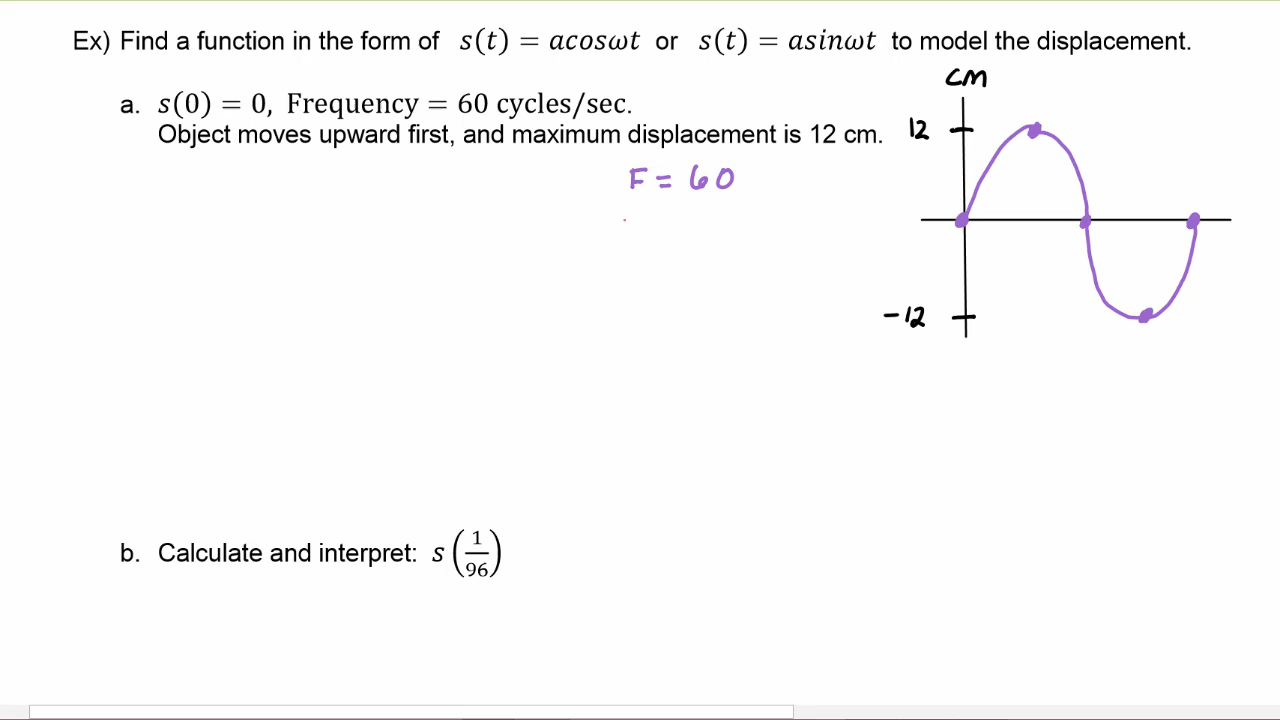 Ex) Find a function in the form of s(t) = acosωt or s(t) = asinωt to model the displacement.
cm
a. s(0) = 0, Frequency = 60 cycles/sec.
Object moves upward first, and maximum displacement is 12 cm.
12
F = 60
-12
b. Calculate and interpret: s(1/96)